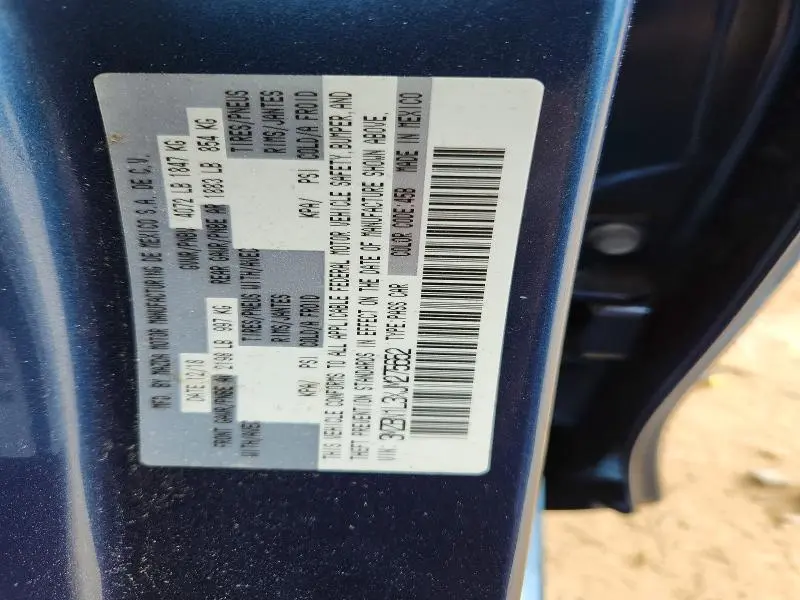 MFD. BY MAZDA MOTOR MANUFACTURING DE MEXICO S.A. DE C.V.
DATE: 12/18 GVWR/PNBV 4072 LB 1847 KG
FRONT GAWR/PNBE AV 2198 LB 997 KG REAR GAWR/PNBE AR 1883 LB 854 KG
WITH/AVEC TIRES/PNEUS WITH/AVEC TIRES/PNEUS
RIMS/JANTES RIMS/JANTES
KPA/ PSI COLD/A FROID KPA/ PSI COLD/A FROID
THIS VEHICLE CONFORMS TO ALL APPLICABLE FEDERAL MOTOR VEHICLE SAFETY, BUMPER, AND
THEFT PREVENTION STANDARDS IN EFFECT ON THE DATE OF MANUFACTURE SHOWN ABOVE.
VIN: TYPE:PASS CAR COLOR CODE:45B MADE IN MEXICO